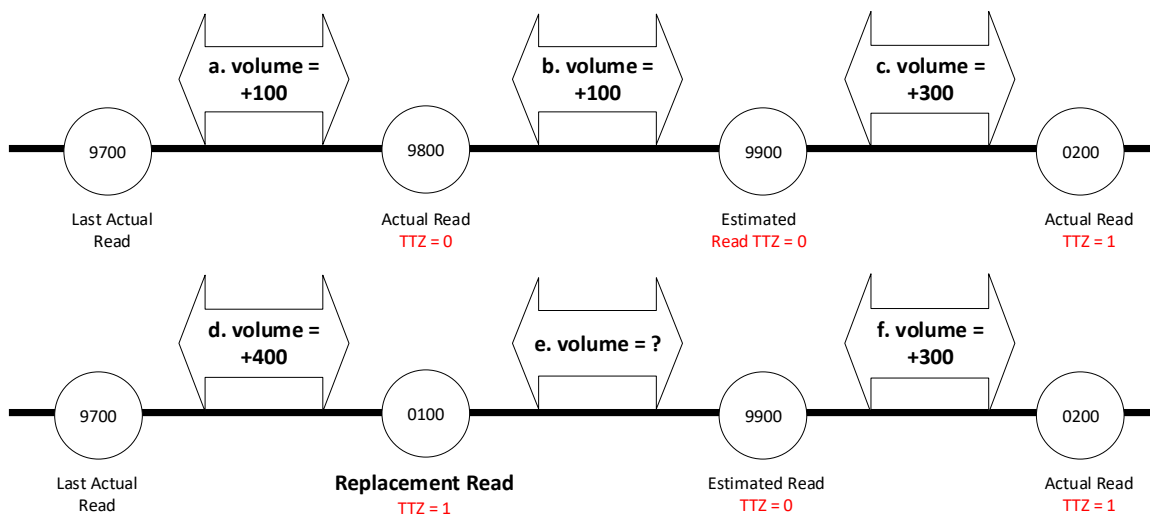 a. volume =
+100
b. volume =
+100
c. volume =
+300
9700
9800
9900
0200
Last Actual
Read
Actual Read
TTZ = 0
Estimated
Read TTZ = 0
Actual Read
TTZ = 1
d. volume =
+400
e. volume = ?
f. volume =
+300
9700
0100
9900
0200
Last Actual
Read
Replacement Read
TTZ = 1
Estimated Read
TTZ = 0
Actual Read
TTZ = 1